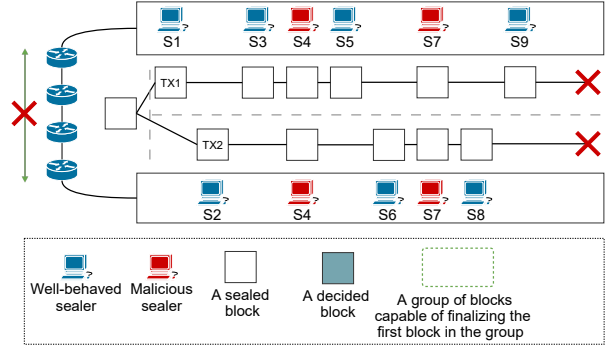 S1 S3 S4 S5 S7 S9
TX1
TX2
S2 S4 S6 S7 S8
? ? ? ? ? ?
? ? ? ? ?
? ?
Well-behaved
sealer
Malicious
sealer
A sealed
block
A decided
block
A group of blocks
capable of finalizing the
first block in the group